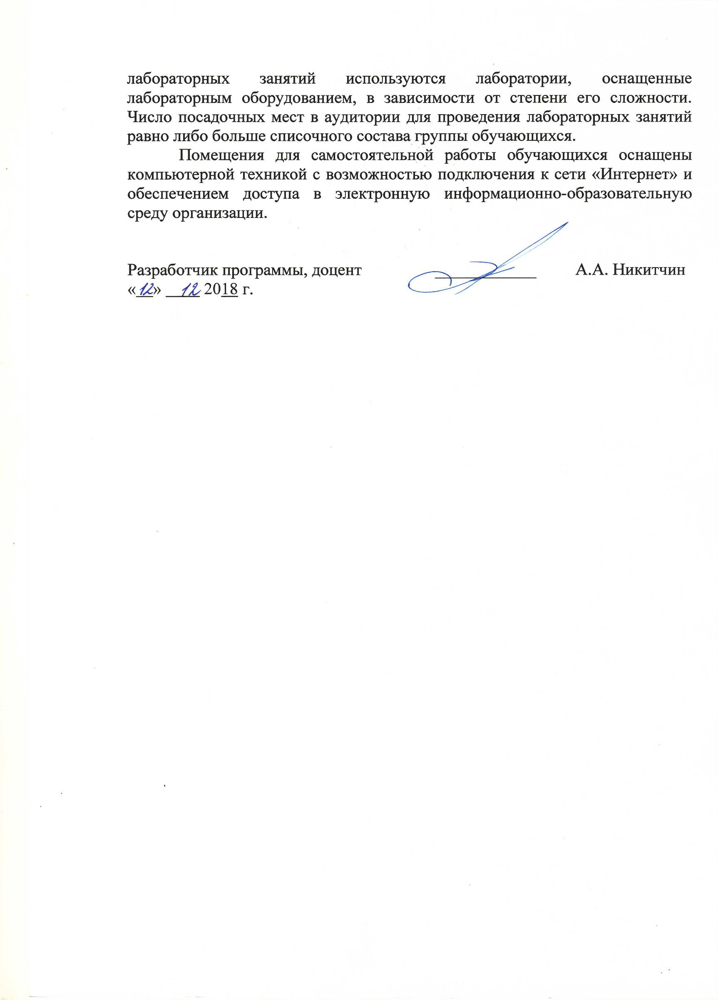 лабораторных занятий используются лаборатории, оснащенные
лабораторным оборудованием, в зависимости от степени его сложности.
Число посадочных мест в аудитории для проведения лабораторных занятий
равно либо больше списочного состава группы обучающихся.
Помещения для самостоятельной работы обучающихся оснащены
компьютерной техникой с возможностью подключения к сети «Интернет» и
обеспечением доступа в электронную информационно-образовательную
среду организации.
Разработчик программы, доцент А.А. Никитчин
«12» 12 2018 г.